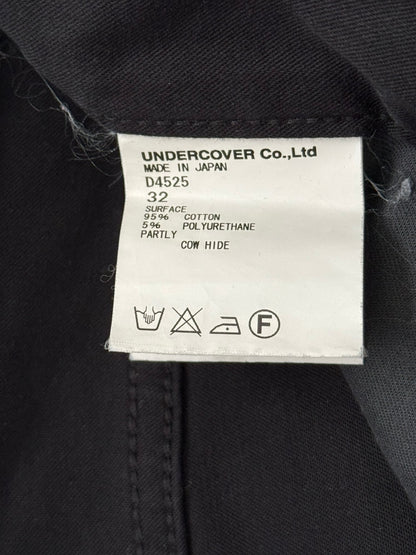 UNDERCOVER Co.,Ltd
MADE IN JAPAN
D4525
32
SURFACE
95% COTTON
5% POLYURETHANE
PARTLY
COW HIDE
F